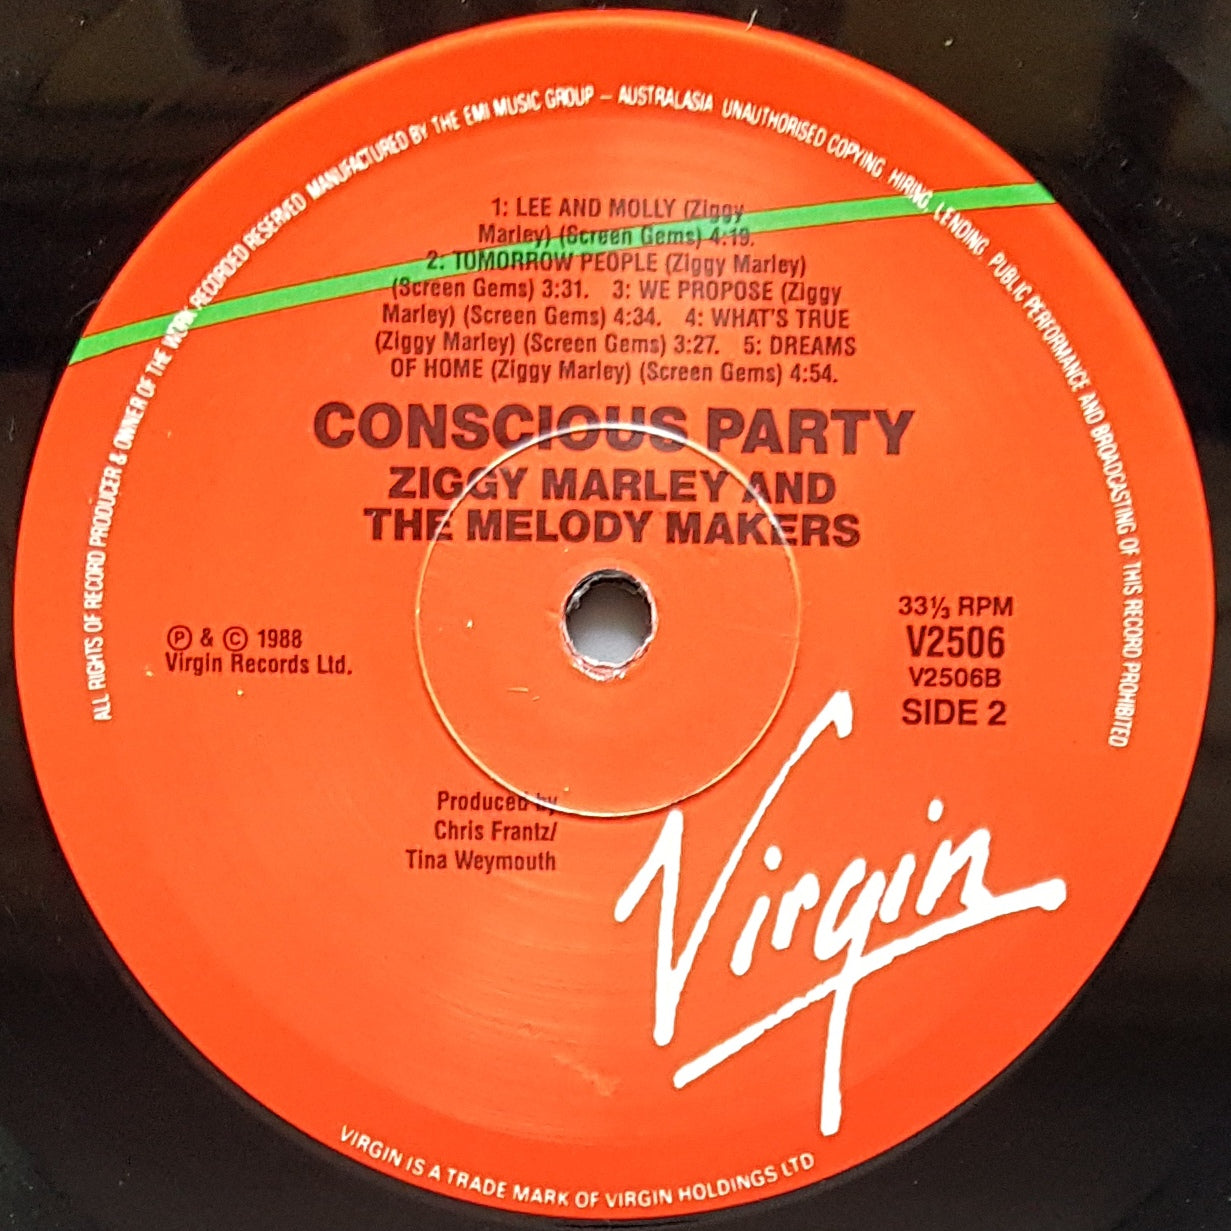 ALL RIGHTS OF RECORD PRODUCER & OWNER OF THE WORK RECORDED RESERVED MANUFACTURED BY THE EMI MUSIC GROUP – AUSTRALASIA UNAUTHORISED COPYING, HIRING, LENDING, PUBLIC PERFORMANCE AND BROADCASTING OF THIS RECORD PROHIBITED
1: LEE AND MOLLY (Ziggy
Marley) (Screen Gems) 4:19.
2: TOMORROW PEOPLE (Ziggy Marley)
(Screen Gems) 3:31. 3: WE PROPOSE (Ziggy
Marley) (Screen Gems) 4:34. 4: WHAT'S TRUE
(Ziggy Marley) (Screen Gems) 3:27. 5: DREAMS
OF HOME (Ziggy Marley) (Screen Gems) 4:54.
CONSCIOUS PARTY
ZIGGY MARLEY AND
THE MELODY MAKERS
℗ & © 1988
Virgin Records Ltd.
33⅓ RPM
V2506
V2506B
SIDE 2
Produced by
Chris Frantz/
Tina Weymouth
Virgin
VIRGIN IS A TRADE MARK OF VIRGIN HOLDINGS LTD